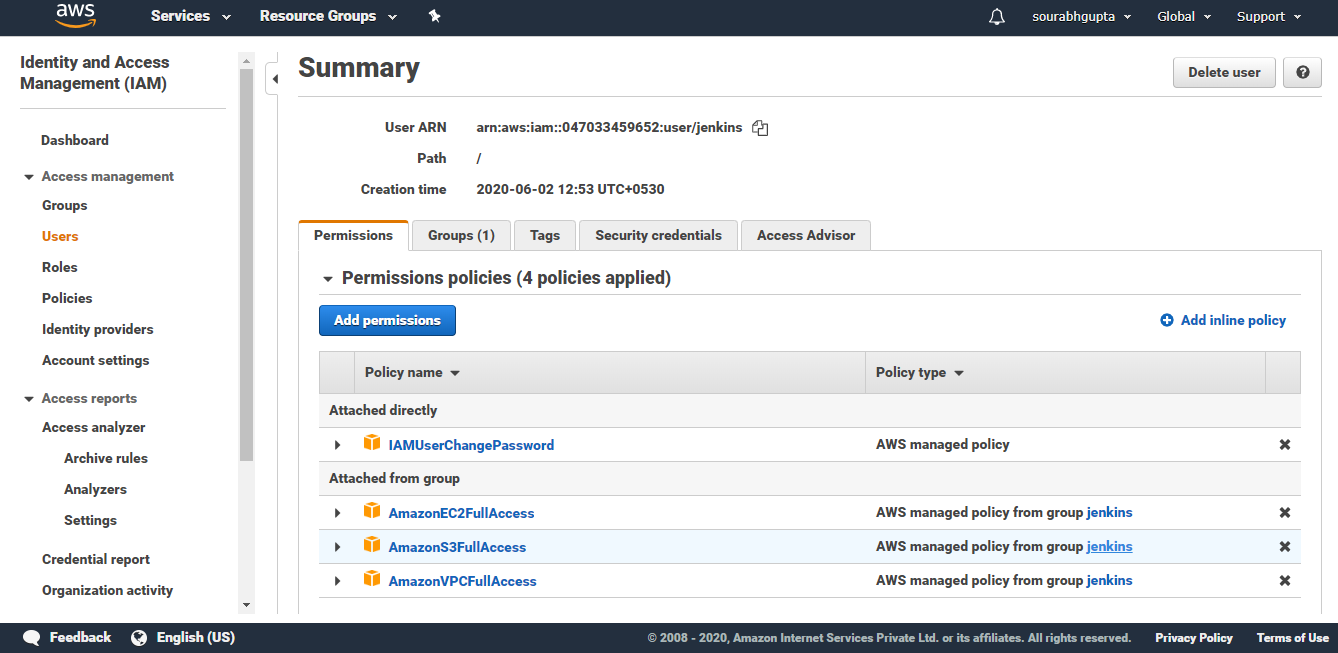 aws Services Resource Groups sourabhgupta Global Support
Identity and Access
Management (IAM)
Dashboard
Access management
Groups
Users
Roles
Policies
Identity providers
Account settings
Access reports
Access analyzer
Archive rules
Analyzers
Settings
Credential report
Organization activity
Summary
Delete user ?
User ARN arn:aws:iam::047033459652:user/jenkins
Path /
Creation time 2020-06-02 12:53 UTC+0530
Permissions Groups (1) Tags Security credentials Access Advisor
Permissions policies (4 policies applied)
Add permissions Add inline policy
Policy name Policy type
Attached directly
IAMUserChangePassword AWS managed policy
Attached from group
AmazonEC2FullAccess AWS managed policy from group jenkins
AmazonS3FullAccess AWS managed policy from group jenkins
AmazonVPCFullAccess AWS managed policy from group jenkins
Feedback English (US) © 2008 - 2020, Amazon Internet Services Private Ltd. or its affiliates. All rights reserved. Privacy Policy Terms of Use